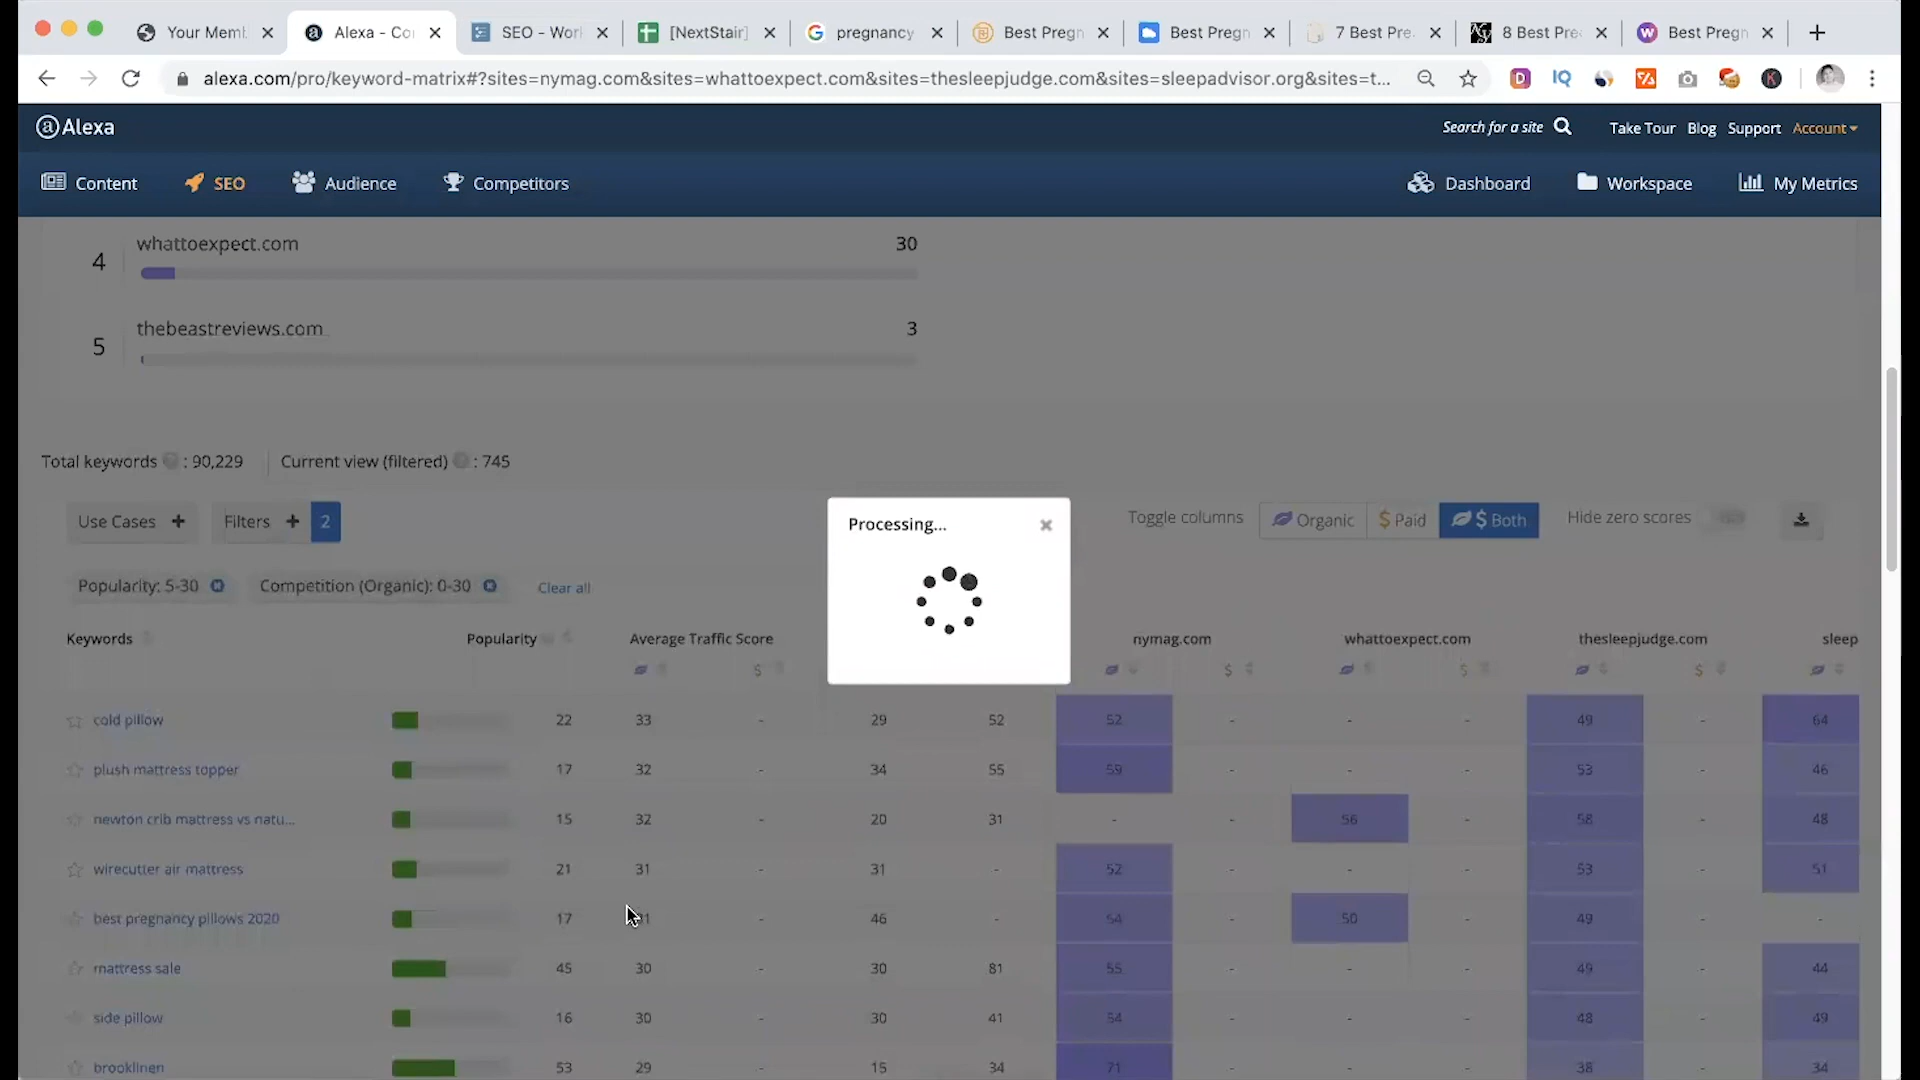 Your Meml
Alexa - Co
SEO - Worl
[NextStair]
pregnancy
Best Pregn
Best Pregn
7 Best Pre
8 Best Pre
Best Pregn
alexa.com/pro/keyword-matrix#?sites=nymag.com&sites=whattoexpect.com&sites=thesleepjudge.com&sites=sleepadvisor.org&sites=t...
Alexa
Search for a site
Take Tour Blog Support Account
Content SEO Audience Competitors
Dashboard Workspace My Metrics
4 whattoexpect.com 30
5 thebeastreviews.com 3
Total keywords : 90,229 Current view (filtered) : 745
Use Cases + Filters + 2
Processing...
Toggle columns Organic $ Paid $ Both Hide zero scores
Popularity: 5-30 Competition (Organic): 0-30 Clear all
Keywords Popularity Average Traffic Score nymag.com whattoexpect.com thesleepjudge.com sleep
$ $ $ $
cold pillow 22 33 - 29 52 52 - - - 49 - 64
plush mattress topper 17 32 - 34 55 59 - - - 53 - 46
newton crib mattress vs natu... 15 32 - 20 31 - - 56 - 58 - 48
wirecutter air mattress 21 31 - 31 - 52 - - - 53 - 51
best pregnancy pillows 2020 17 - 46 - 54 - 50 - 49 - -
mattress sale 45 30 - 30 81 55 - - - 49 - 44
side pillow 16 30 - 30 41 54 - - - 48 - 49
brooklinen 53 29 - 15 34 71 - - - 38 - 34